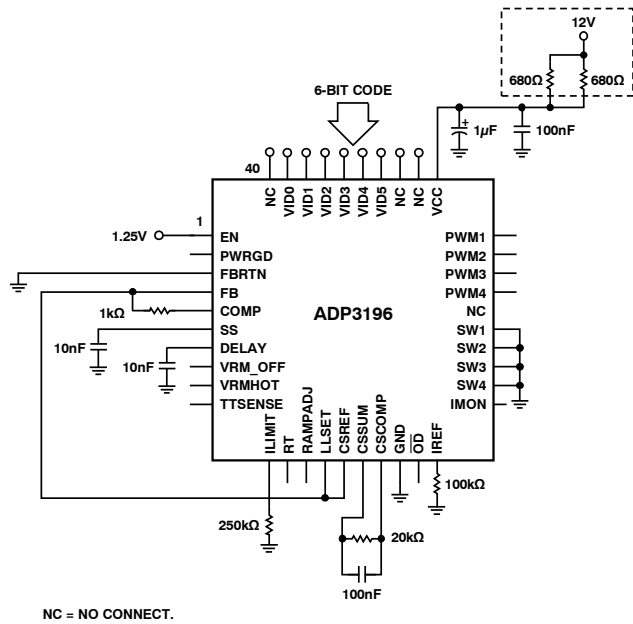 12V
680Ω
680Ω
6-BIT CODE
1µF
+
100nF
40
NC
VID0
VID1
VID2
VID3
VID4
VID5
NC
NC
VCC
1
1.25V
EN
PWRGD
FBRTN
FB
COMP
SS
DELAY
VRM_OFF
VRMHOT
TTSENSE
1kΩ
10nF
10nF
ADP3196
PWM1
PWM2
PWM3
PWM4
NC
SW1
SW2
SW3
SW4
IMON
ILIMIT
RT
RAMPADJ
LLSET
CSREF
CSSUM
CSCOMP
GND
OD
IREF
250kΩ
20kΩ
100nF
100kΩ
NC = NO CONNECT.